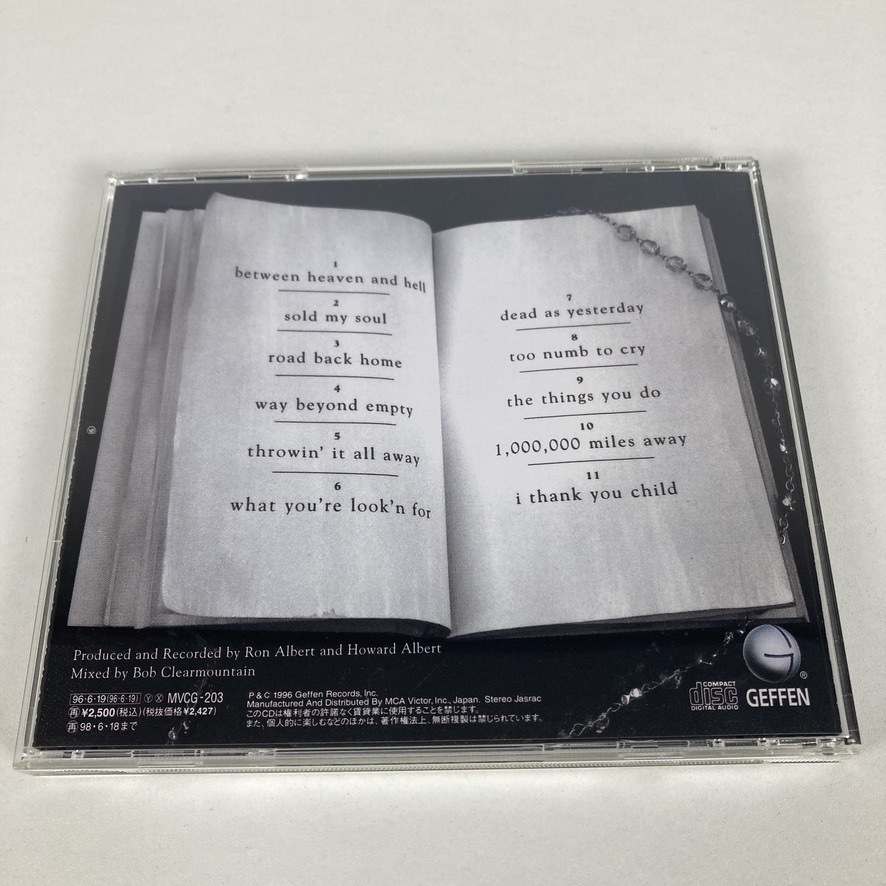 1
between heaven and hell
2
sold my soul
3
road back home
4
way beyond empty
5
throwin' it all away
6
what you're look'n for
7
dead as yesterday
8
too numb to cry
9
the things you do
10
1,000,000 miles away
11
i thank you child
Produced and Recorded by Ron Albert and Howard Albert
Mixed by Bob Clearmountain
96・6・19(96・6・19) Ⓨ Ⓧ MVCG-203
再 ¥2,500(税込)(税抜価格¥2,427)
再 98・6・18まで
P & C 1996 Geffen Records, Inc.
Manufactured And Distributed By MCA Victor, Inc., Japan. Stereo Jasrac
このCDは権利者の許諾なく賃貸業に使用することを禁じます。
また、個人的に楽しむなどのほかは、著作権法上、無断複製は禁じられています。
COMPACT
disc
DIGITAL AUDIO
GEFFEN ®